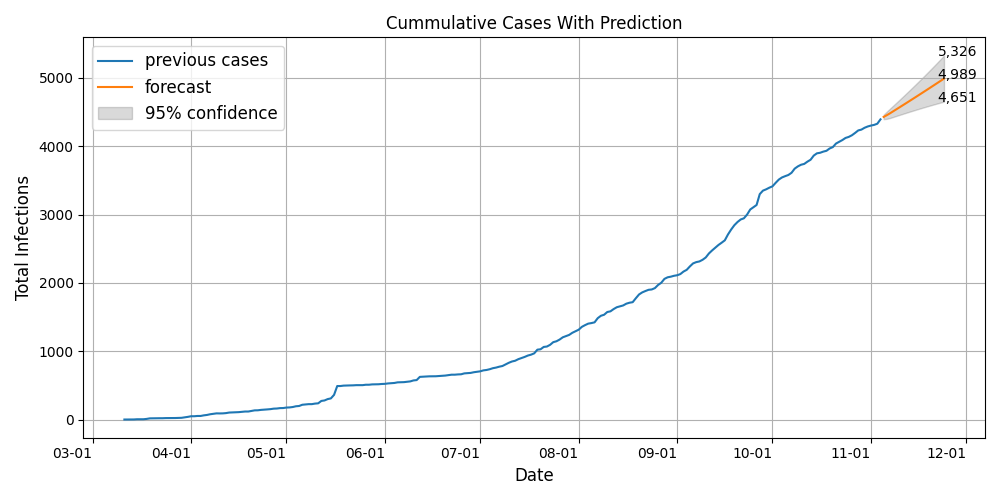 Cummulative Cases With Prediction
previous cases
forecast
95% confidence
5,326
4,989
4,651
5000
4000
3000
2000
1000
0
Total Infections
03-01 04-01 05-01 06-01 07-01 08-01 09-01 10-01 11-01 12-01
Date